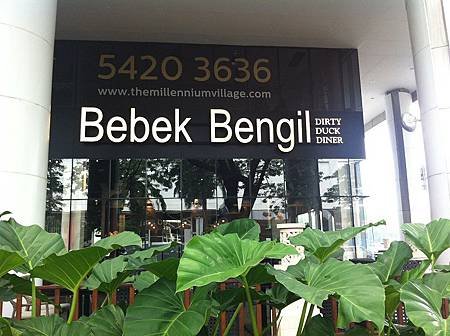 5420 3636
www.themillenniumvillage.com
Bebek Bengil
DIRTY
DUCK
DINER